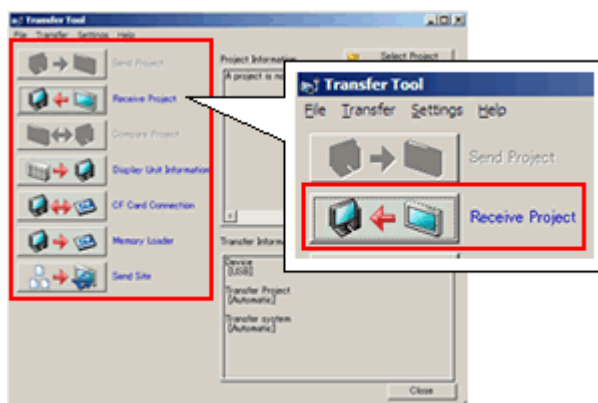 Transfer Tool
File Transfer Settings Help
Send Project
Receive Project
Compare Project
Display Unit Information
CF Card Connection
Memory Loader
Send Site
Project Information
Select Project
A project is no
Transfer Inform
Device
[USB]
Transfer Project
[Automatic]
Transfer system
[Automatic]
Close
Transfer Tool
File Transfer Settings Help
Send Project
Receive Project